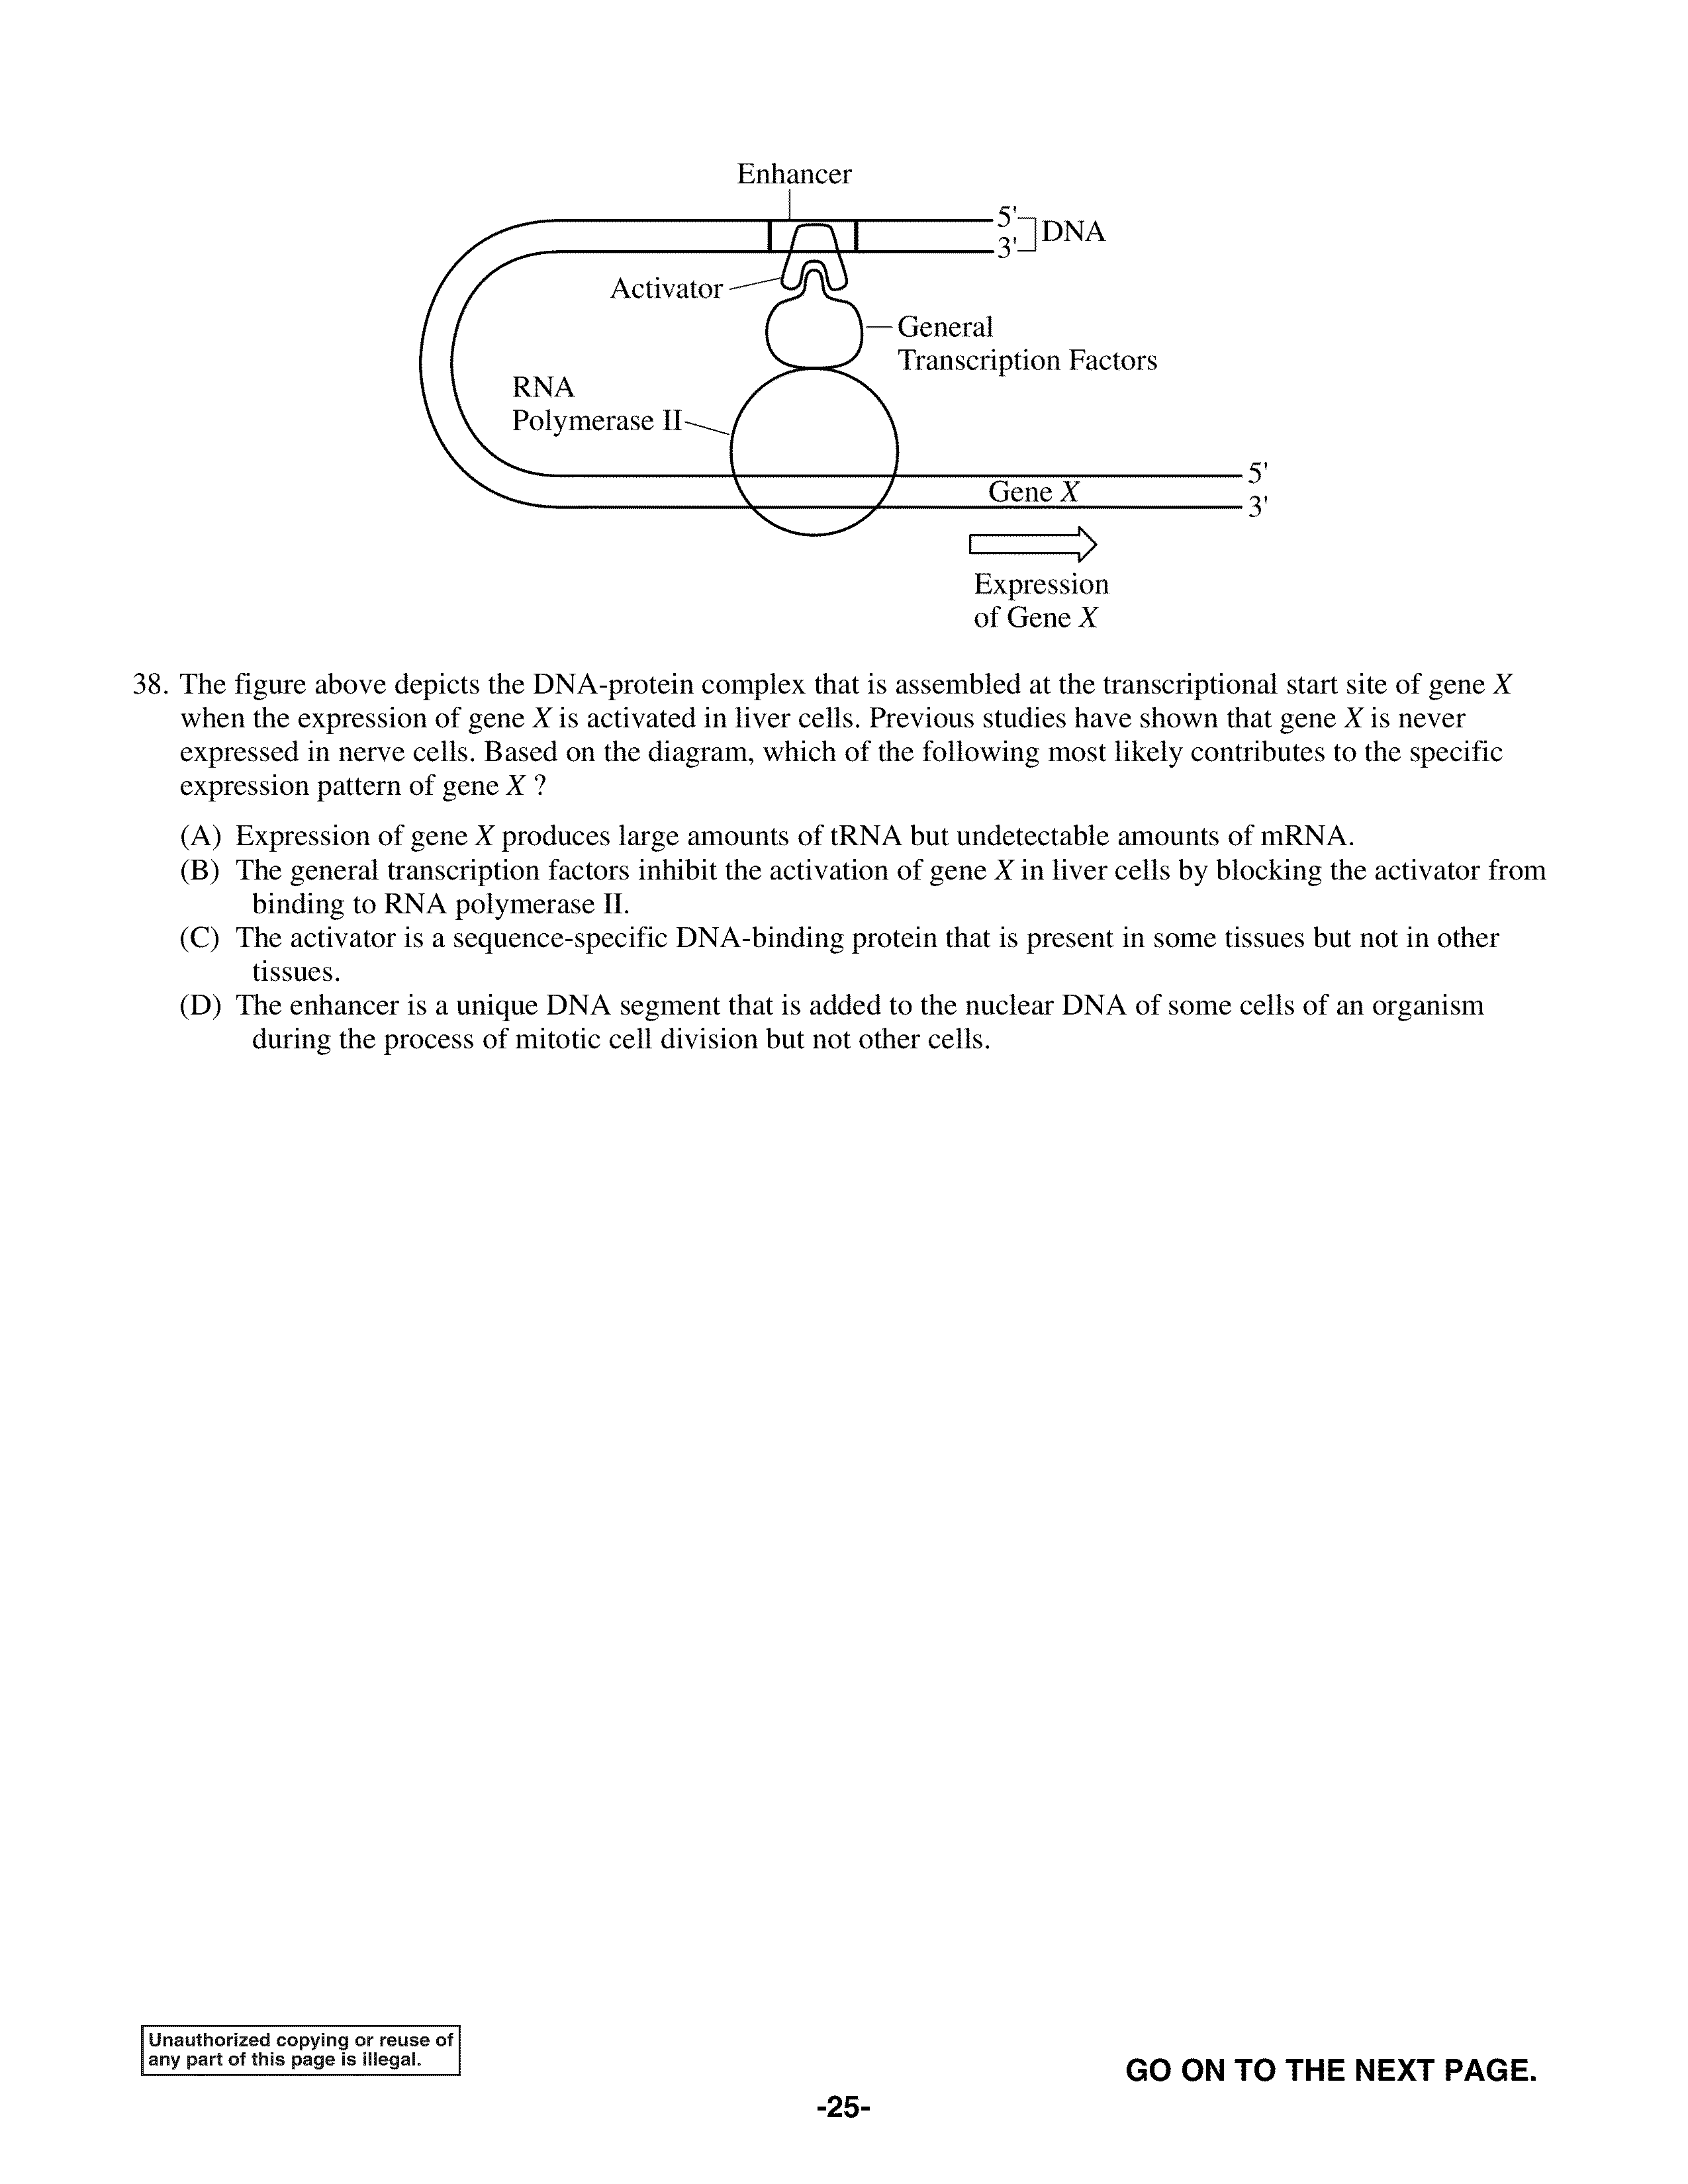 Enhancer
5'
DNA
3'
Activator
General
Transcription Factors
RNA
Polymerase II
5'
Gene X
3'
Expression
of Gene X
38. The figure above depicts the DNA-protein complex that is assembled at the transcriptional start site of gene X
when the expression of gene X is activated in liver cells. Previous studies have shown that gene X is never
expressed in nerve cells. Based on the diagram, which of the following most likely contributes to the specific
expression pattern of gene X ?
(A) Expression of gene X produces large amounts of tRNA but undetectable amounts of mRNA.
(B) The general transcription factors inhibit the activation of gene X in liver cells by blocking the activator from
binding to RNA polymerase II.
(C) The activator is a sequence-specific DNA-binding protein that is present in some tissues but not in other
tissues.
(D) The enhancer is a unique DNA segment that is added to the nuclear DNA of some cells of an organism
during the process of mitotic cell division but not other cells.
Unauthorized copying or reuse of
any part of this page is illegal.
GO ON TO THE NEXT PAGE.
-25-